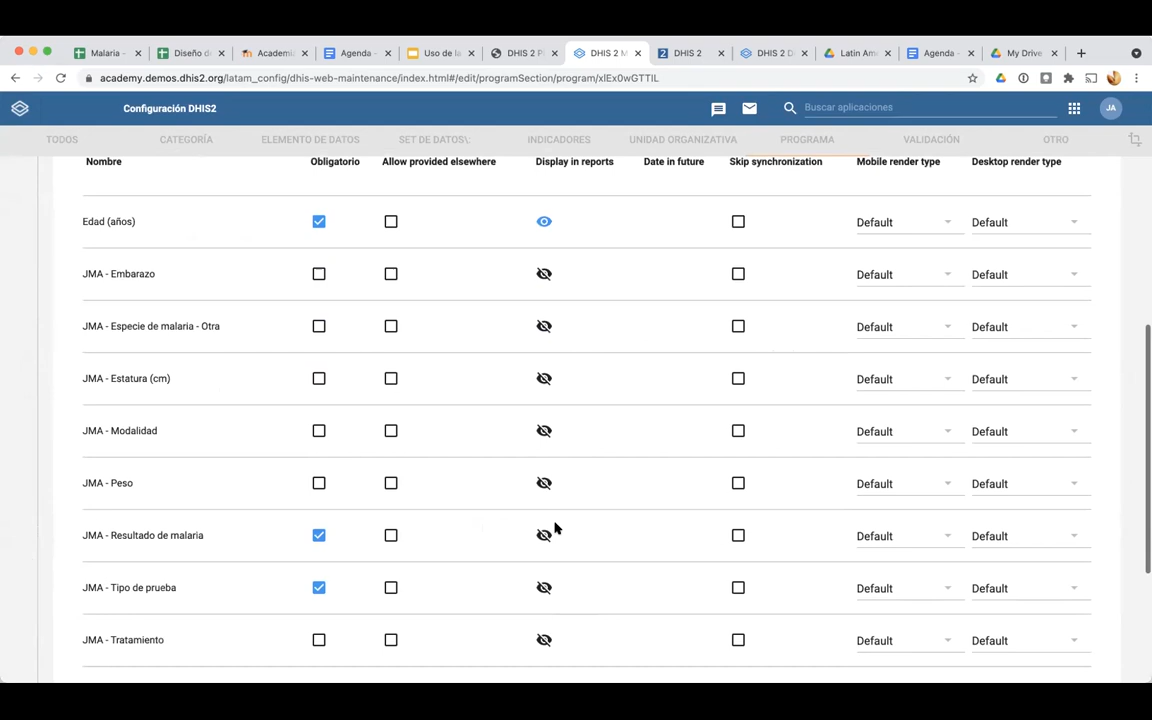 Malaria -
Diseño d
Academi
Agenda -
Uso de la
DHIS 2 P
DHIS 2 M
DHIS 2
DHIS 2 D
Latin Am
Agenda -
My Drive
academy.demos.dhis2.org/latam_config/dhis-web-maintenance/index.html#/edit/programSection/program/xIEx0wGTTIL
Configuración DHIS2
Buscar aplicaciones
JA
TODOS CATEGORÍA ELEMENTO DE DATOS SET DE DATOS\; INDICADORES UNIDAD ORGANIZATIVA PROGRAMA VALIDACIÓN OTRO
Nombre Obligatorio Allow provided elsewhere Display in reports Date in future Skip synchronization Mobile render type Desktop render type
Edad (años) Default Default
JMA - Embarazo Default Default
JMA - Especie de malaria - Otra Default Default
JMA - Estatura (cm) Default Default
JMA - Modalidad Default Default
JMA - Peso Default Default
JMA - Resultado de malaria Default Default
JMA - Tipo de prueba Default Default
JMA - Tratamiento Default Default